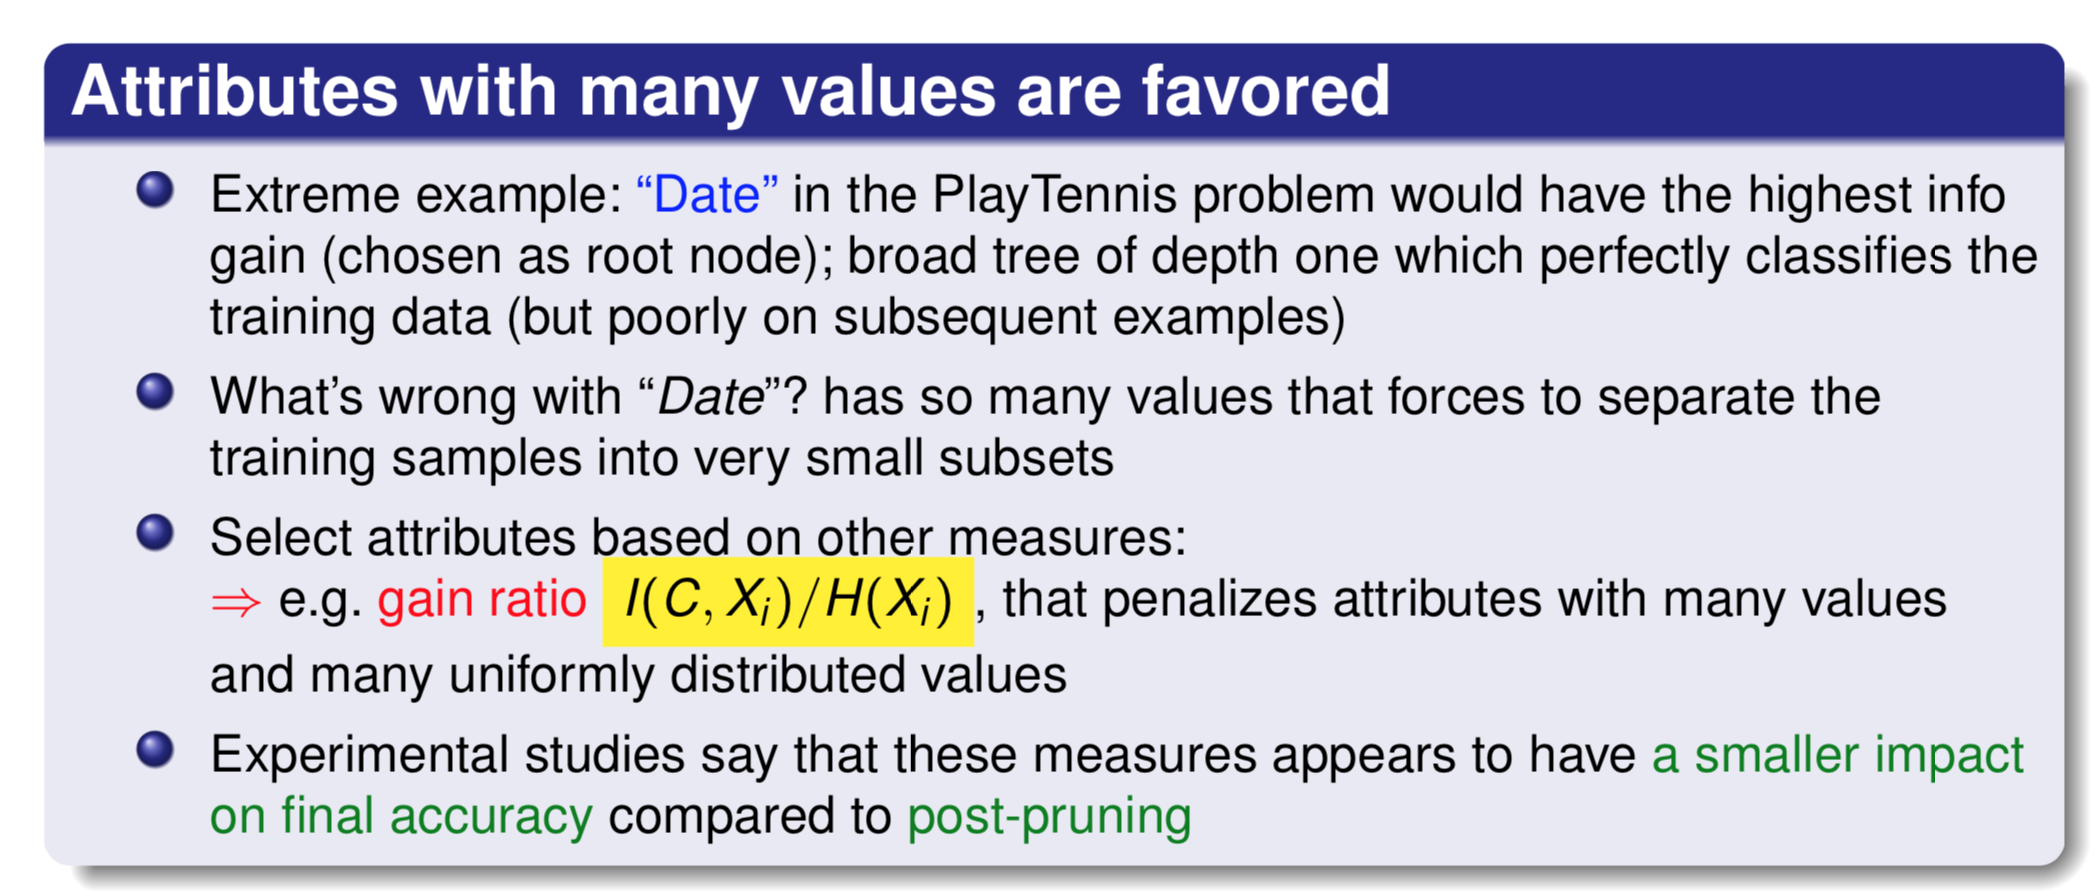 Attributes with many values are favored
Extreme example: “Date” in the PlayTennis problem would have the highest info
gain (chosen as root node); broad tree of depth one which perfectly classifies the
training data (but poorly on subsequent examples)
What’s wrong with “Date”? has so many values that forces to separate the
training samples into very small subsets
Select attributes based on other measures:
⇒ e.g. gain ratio I(C, Xᵢ)/H(Xᵢ) , that penalizes attributes with many values
and many uniformly distributed values
Experimental studies say that these measures appears to have a smaller impact
on final accuracy compared to post-pruning